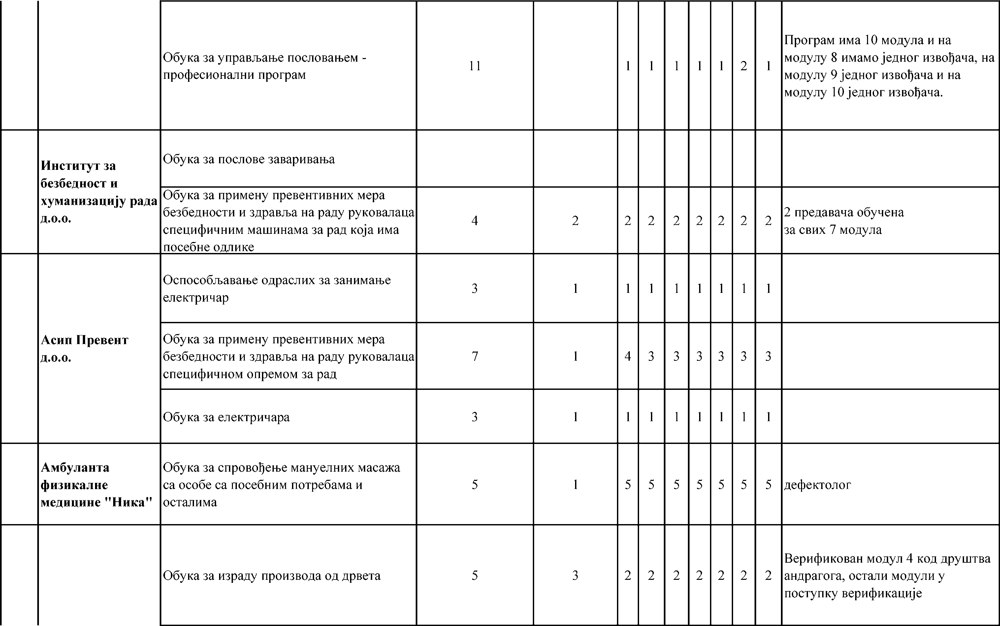 Обука за управљање пословањем -
професионални програм
11
1 1 1 1 1 2 1
Програм има 10 модула и на
модулу 8 имамо једног извођача, на
модулу 9 једног извођача и на
модулу 10 једног извођача.
Институт за
безбедност и
хуманизацију рада
д.о.о.
Обука за послове заваривања
Обука за примену превентивних мера
безбедности и здравља на раду руковалаца
специфичним машинама за рад која има
посебне одлике
4 2 2 2 2 2 2 2 2
2 предавача обучена
за свих 7 модула
Асип Превент
д.о.о.
Оспособљавање одраслих за занимање
електричар
3 1 1 1 1 1 1 1 1
Обука за примену превентивних мера
безбедности и здравља на раду руковалаца
специфичном опремом за рад
7 1 4 3 3 3 3 3 3
Обука за електричара
3 1 1 1 1 1 1 1 1
Амбуланта
физикалне
медицине "Ника"
Обука за спровођење мануелних масажа
са особе са посебним потребама и
осталима
5 1 5 5 5 5 5 5 5
дефектолог
Обука за израду производа од дрвета
5 3 2 2 2 2 2 2 2
Верификован модул 4 код друштва
андрагога, остали модули у
поступку верификације